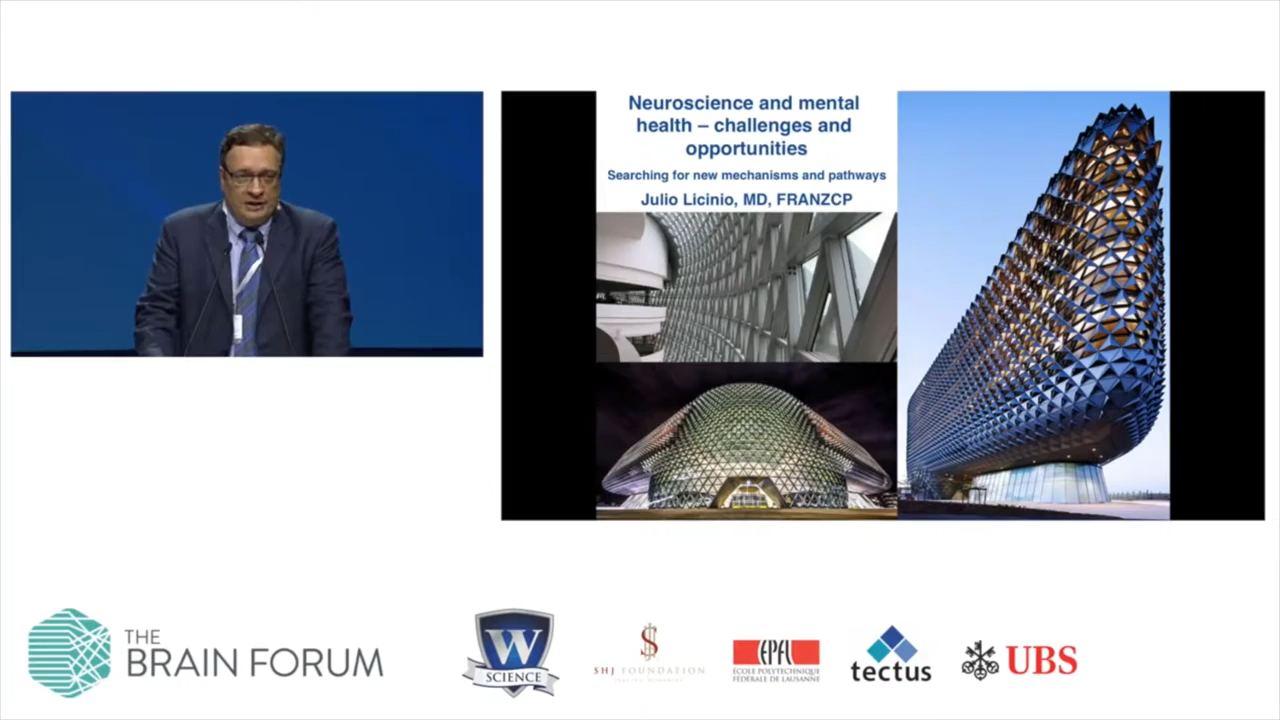 Neuroscience and mental
health – challenges and
opportunities
Searching for new mechanisms and pathways
Julio Licinio, MD, FRANZCP
THE
BRAIN FORUM
W
SCIENCE
SHJ FOUNDATION
EPFL
ÉCOLE POLYTECHNIQUE
FÉDÉRALE DE LAUSANNE
tectus
UBS